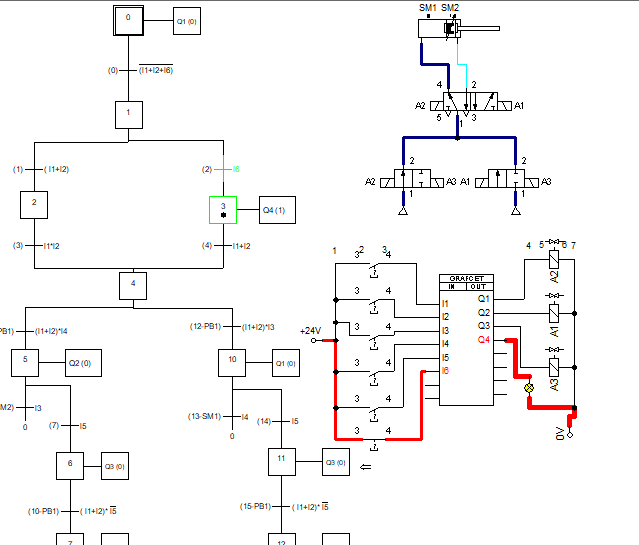 0
Q1 (0)
(0) (I1+I2+I6)
1
(1) ( I1+I2)
(2) I6
2
3
Q4 (1)
(3) I1*I2
(4) I1+I2
4
PB1) (I1+I2)*I4
(12-PB1) (I1+I2)*I3
5
Q2 (0)
10
Q1 (0)
SM2) I3
0
(7) I5
(13-SM1) I4
0
(14) I5
6
Q3 (0)
11
Q3 (0)
(10-PB1) ( I1+I2)* I5
(15-PB1) ( I1+I2)* I5
7
12
SM1 SM2
4 2
A2 A1
5 1 3
2 2
A2 A3 A1 A3
1 1
1 3 2 3 4
4 5 6 7
GRAFCET
IN OUT
A2
Q1
I1
3 4
I2
Q2
A1
+24V
3 4
I3
Q3
I4
Q4
3 4
I5
A3
I6
3 4
3 4
0V